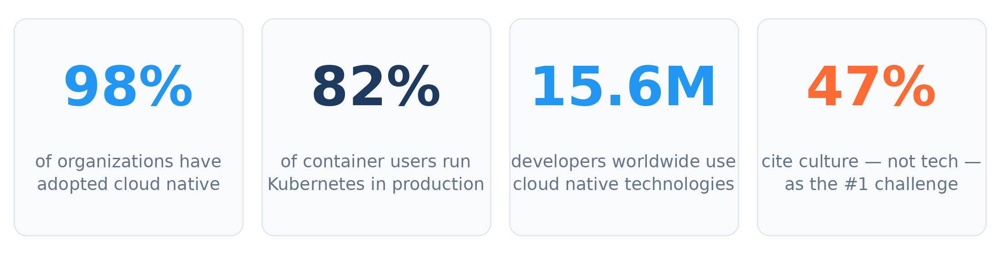 98%
of organizations have
adopted cloud native
82%
of container users run
Kubernetes in production
15.6M
developers worldwide use
cloud native technologies
47%
cite culture — not tech —
as the #1 challenge